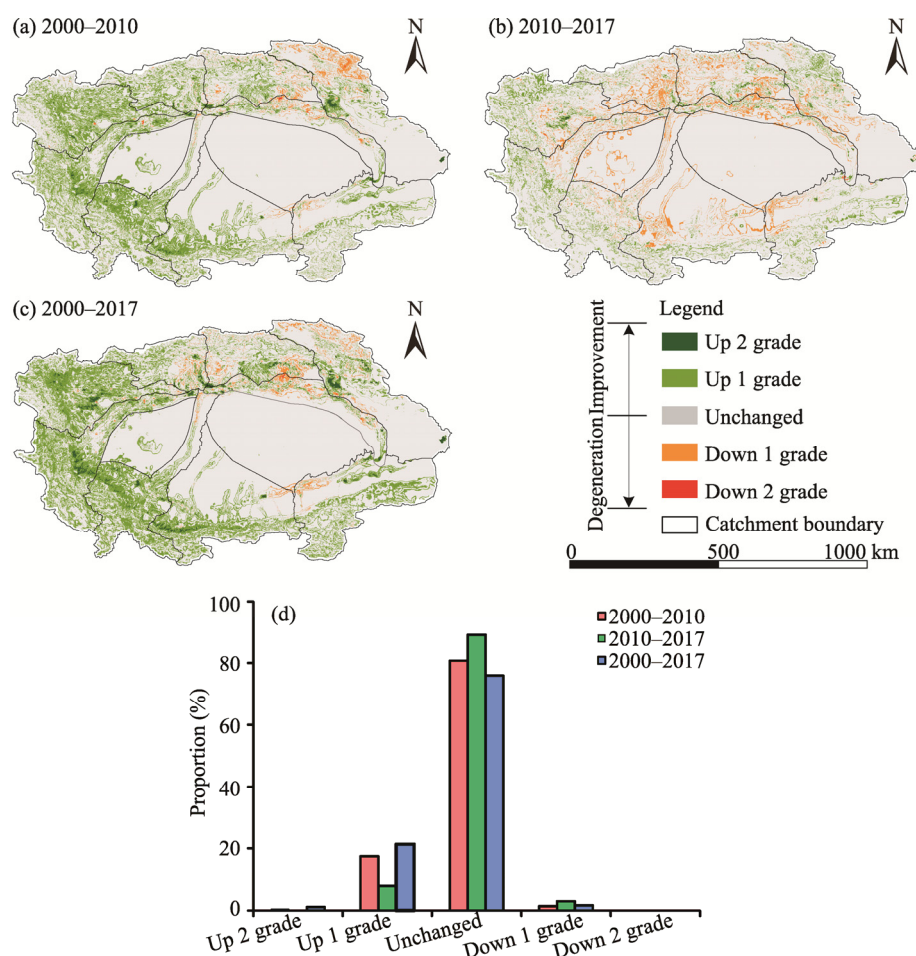 (a) 2000–2010
N
(b) 2010–2017
N
(c) 2000–2017
N
Legend
Up 2 grade
Up 1 grade
Unchanged
Down 1 grade
Down 2 grade
Catchment boundary
Improvement
Degeneration
0 500 1000 km
(d)
2000–2010
2010–2017
2000–2017
Proportion (%)
100
80
60
40
20
0
Up 2 grade
Up 1 grade
Unchanged
Down 1 grade
Down 2 grade